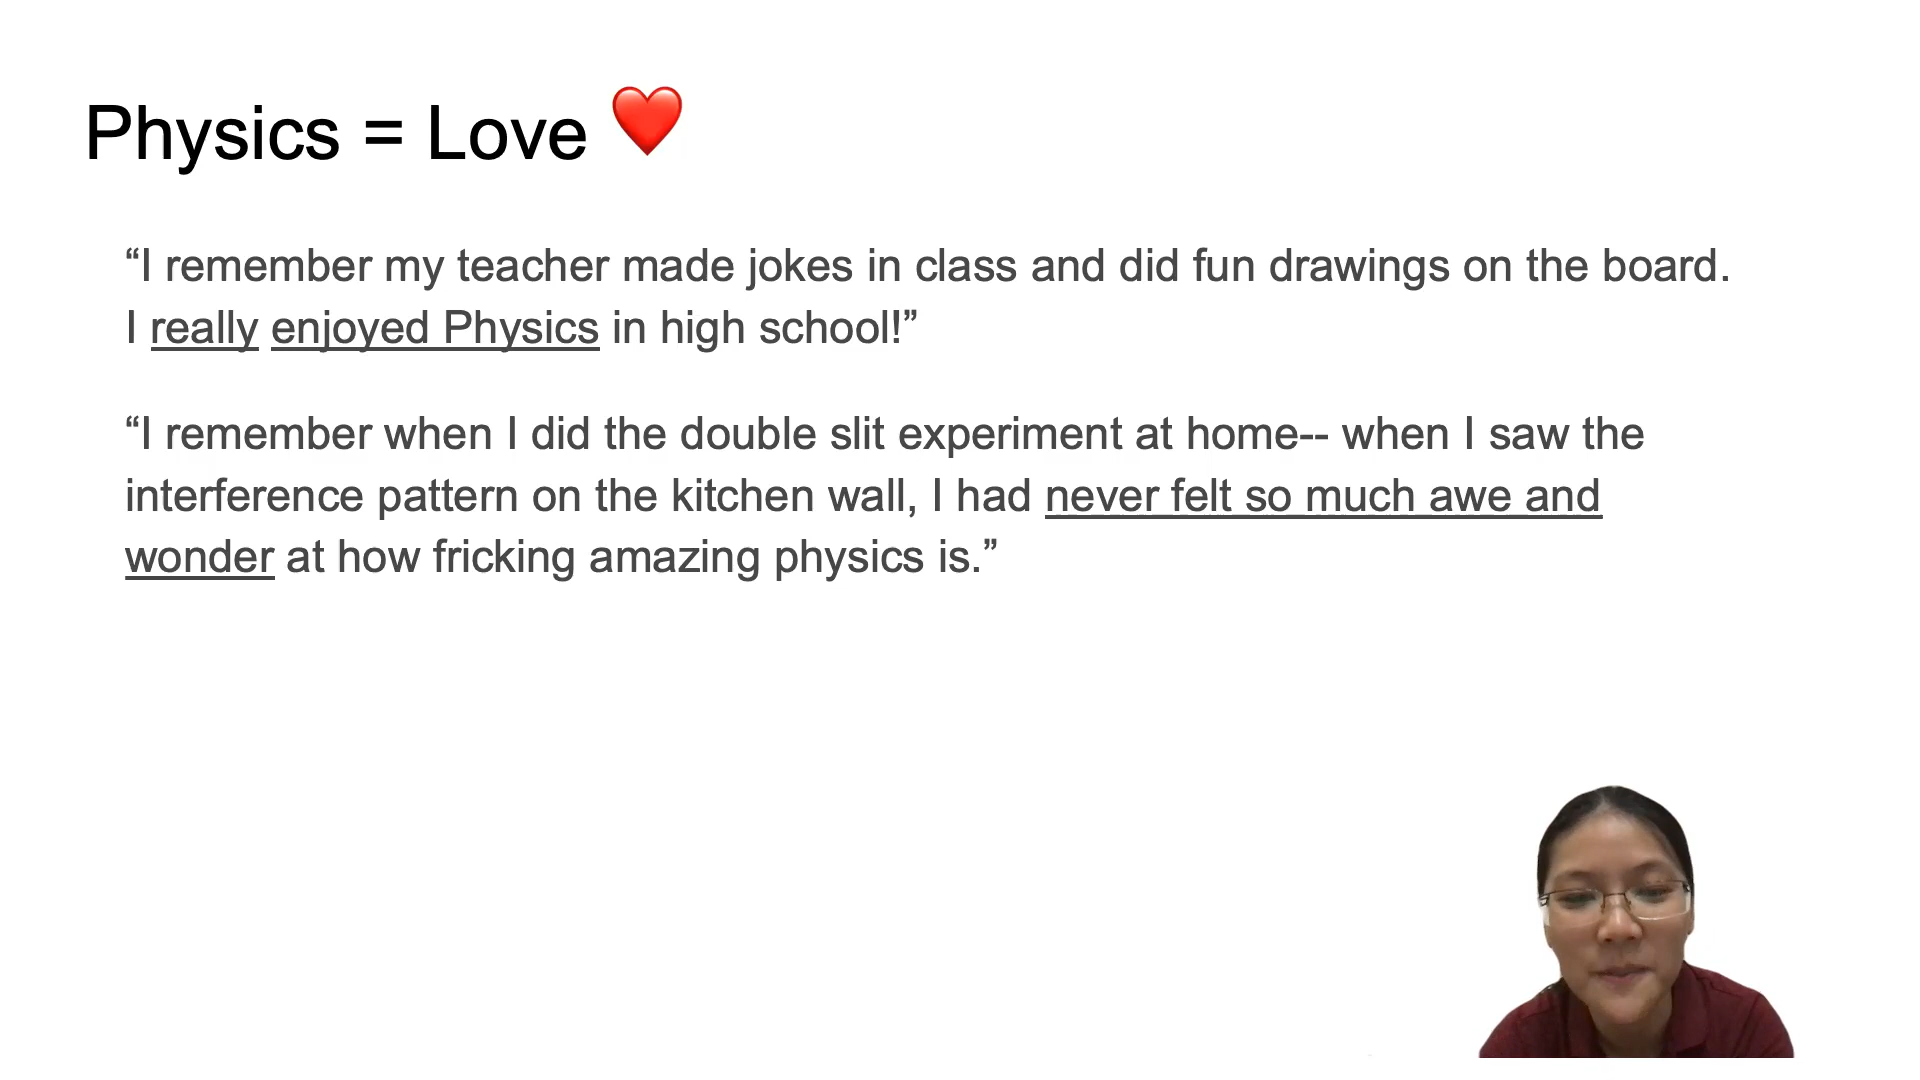 Physics = Love ❤️
“I remember my teacher made jokes in class and did fun drawings on the board.
I really enjoyed Physics in high school!”
“I remember when I did the double slit experiment at home-- when I saw the
interference pattern on the kitchen wall, I had never felt so much awe and
wonder at how fricking amazing physics is.”